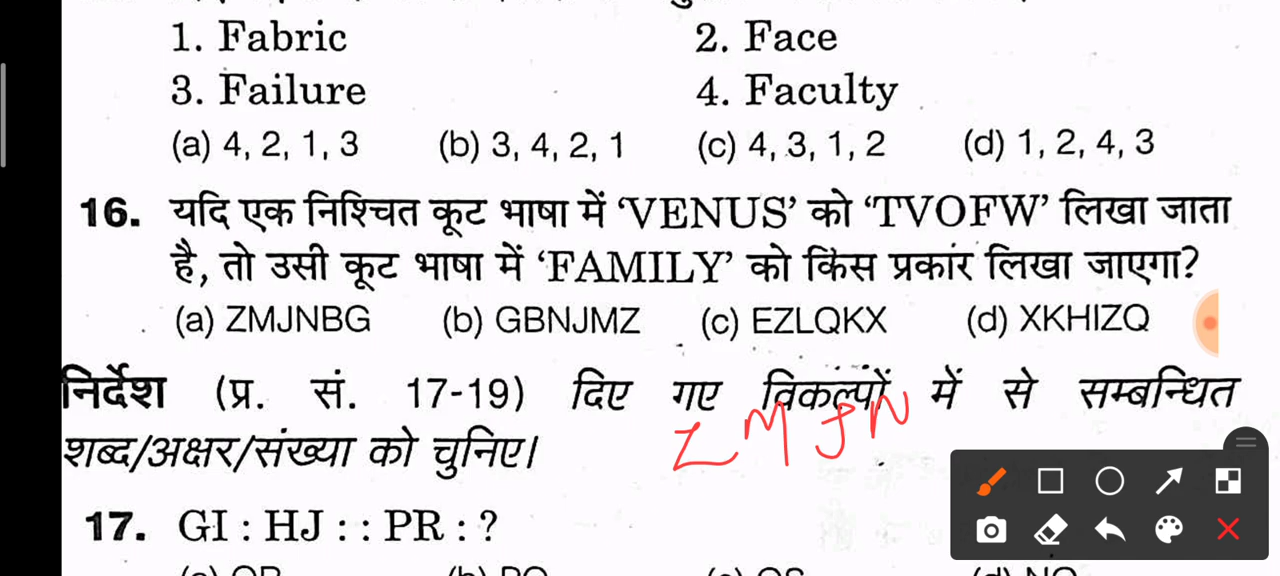 1. Fabric 2. Face
3. Failure 4. Faculty
(a) 4, 2, 1, 3 (b) 3, 4, 2, 1 (c) 4, 3, 1, 2 (d) 1, 2, 4, 3
16. यदि एक निश्चित कूट भाषा में ‘VENUS’ को ‘TVOFW’ लिखा जाता
है, तो उसी कूट भाषा में ‘FAMILY’ को किस प्रकार लिखा जाएगा?
(a) ZMJNBG (b) GBNJMZ (c) EZLQKX (d) XKHIZQ
निर्देश (प्र. सं. 17-19) दिए गए विकल्पों में से सम्बन्धित
शब्द/अक्षर/संख्या को चुनिए।
Z M J N
17. GI : HJ : : PR : ?